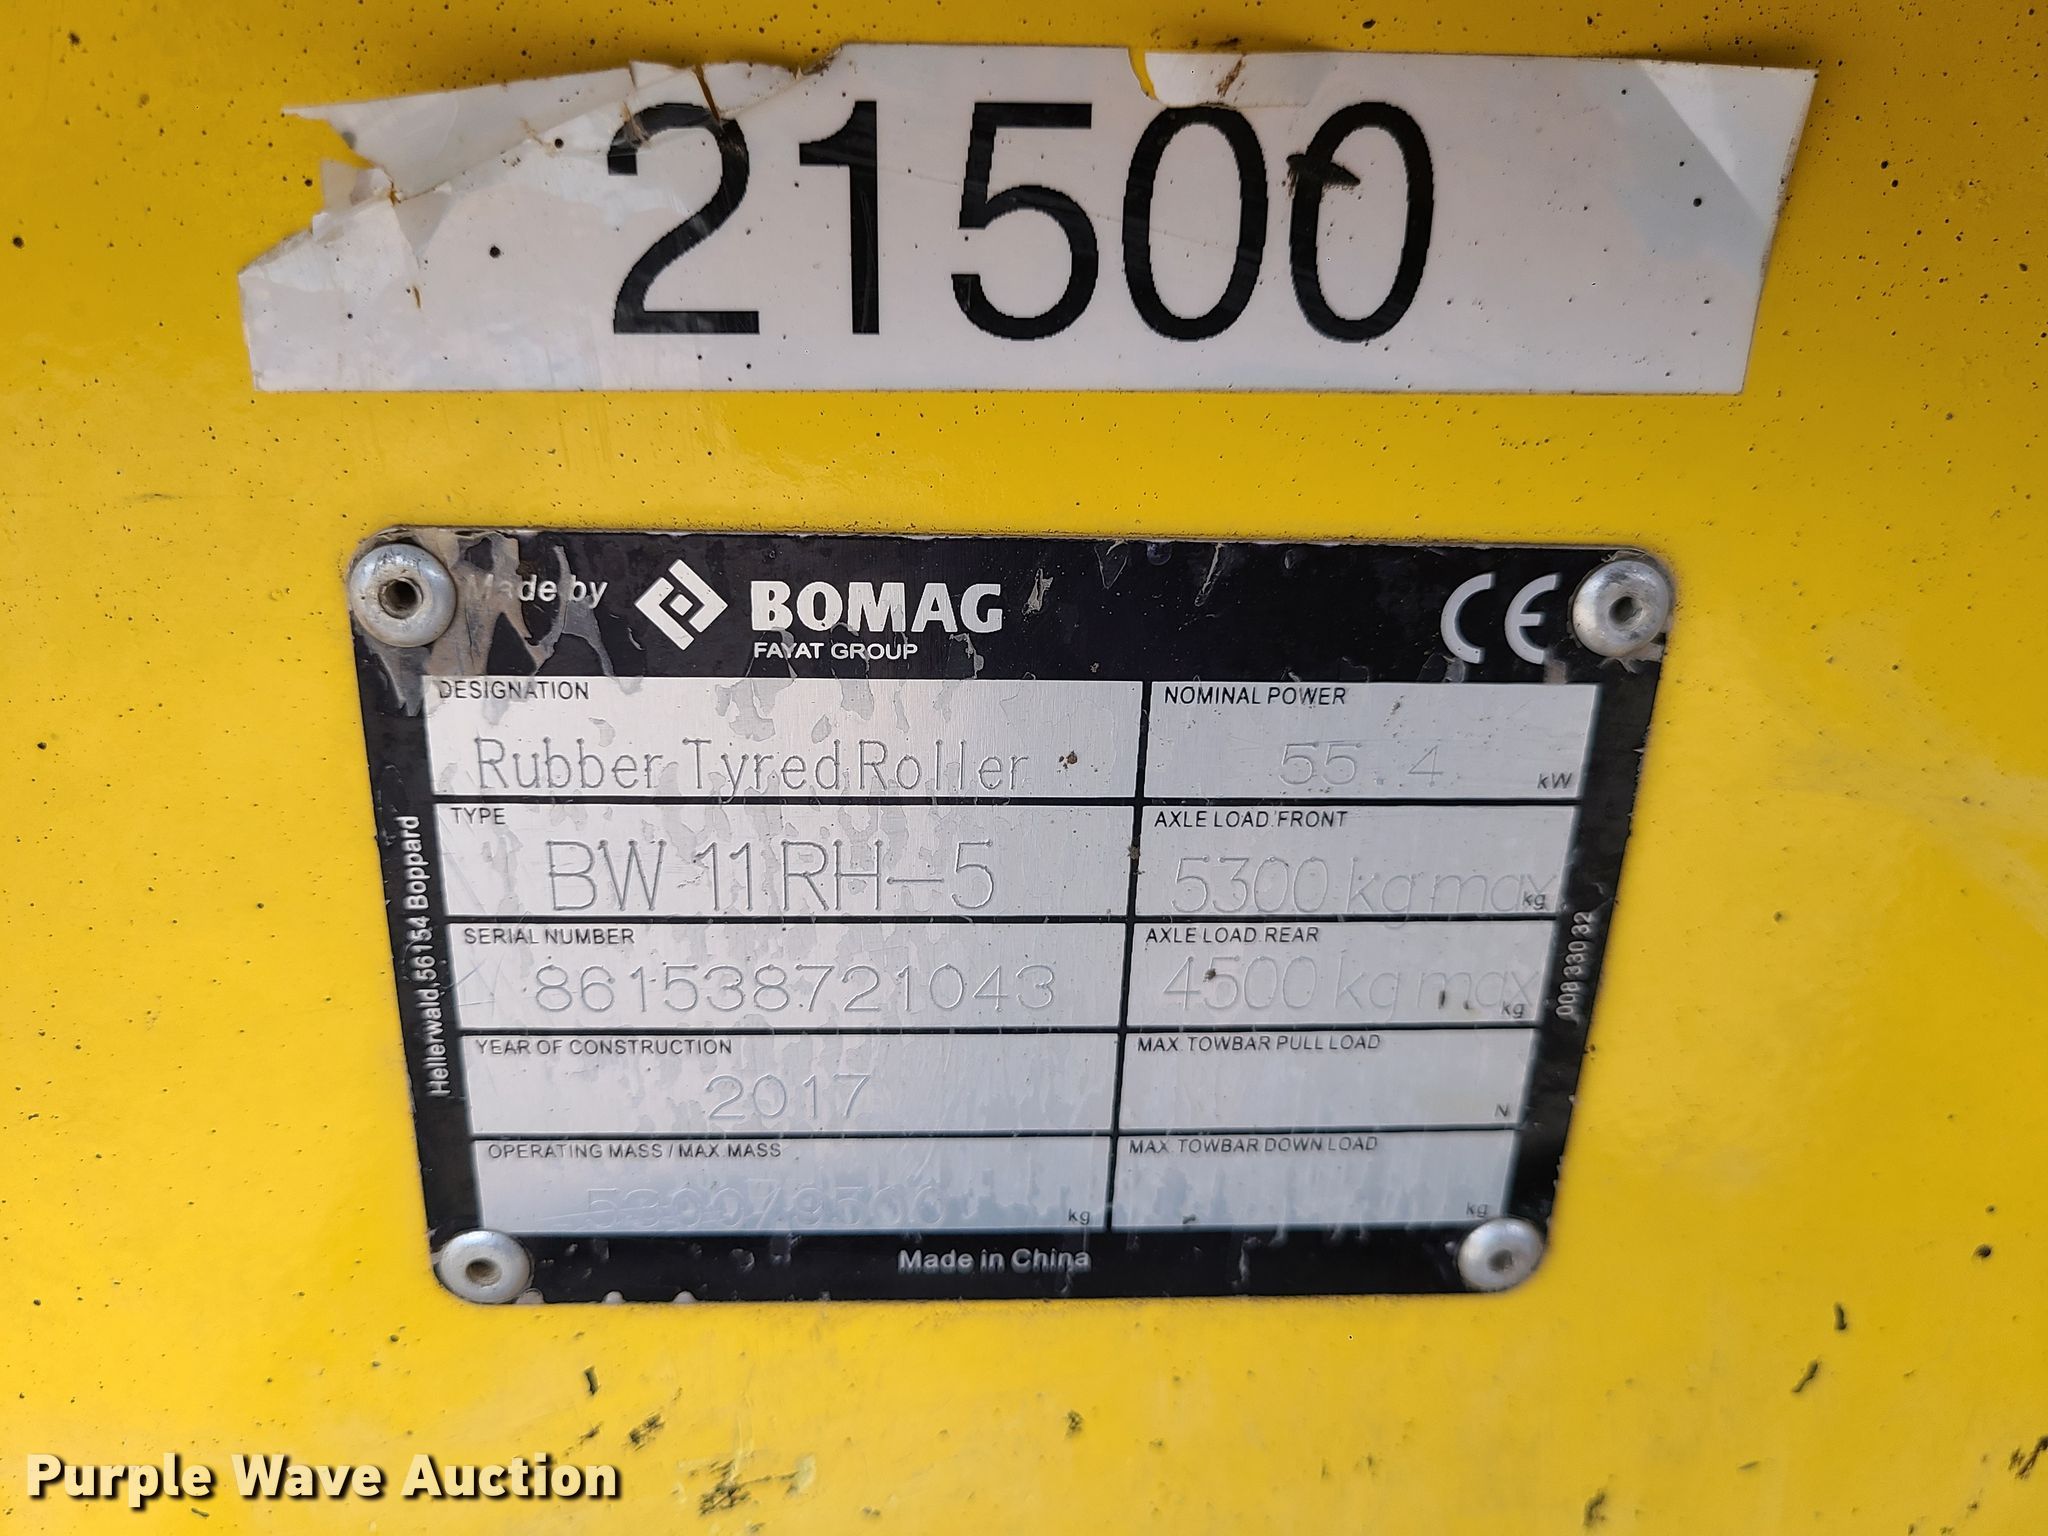 21500
Made by BOMAG
FAYAT GROUP
CE
DESIGNATION
Rubber Tyred Roller
NOMINAL POWER
55.4 kW
TYPE
BW 11 RH-5
AXLE LOAD FRONT
5300 kg max kg
SERIAL NUMBER
861538721043
AXLE LOAD REAR
4500 kg max kg
YEAR OF CONSTRUCTION
2017
MAX. TOWBAR PULL LOAD
N
OPERATING MASS / MAX. MASS
kg
MAX. TOWBAR DOWN LOAD
kg
Made in China
Hellerwald, 56154 Boppard
008 330 32
Purple Wave Auction